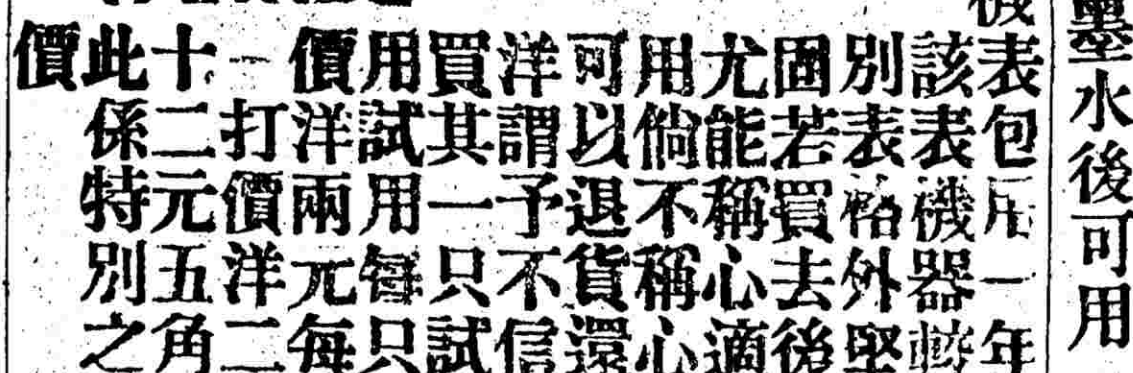 墨水後可用
機表包用一年
該表機器較
別表格外堅
固若買去後
尤能稱心適
用倘不稱心
可以退貨還
洋謂予不信
買其一只試
用試用每只
價洋兩元每
一打價洋二
十二元五角
此係特別之
價